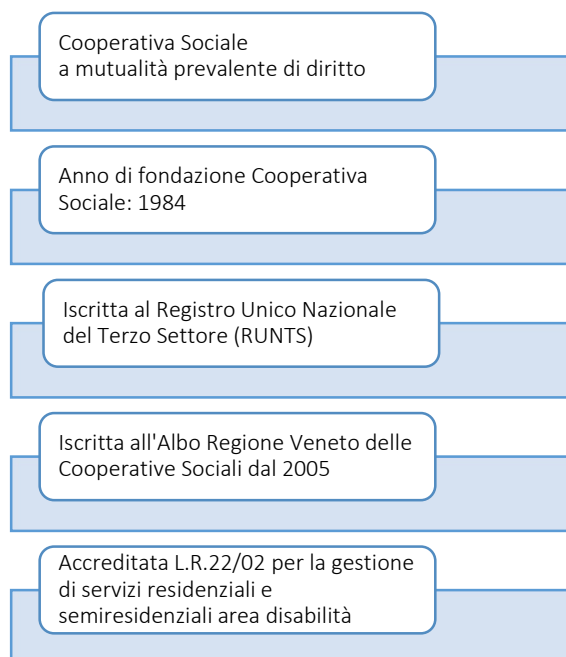 Cooperativa Sociale
a mutualità prevalente di diritto
Anno di fondazione Cooperativa
Sociale: 1984
Iscritta al Registro Unico Nazionale
del Terzo Settore (RUNTS)
Iscritta all'Albo Regione Veneto delle
Cooperative Sociali dal 2005
Accreditata L.R.22/02 per la gestione
di servizi residenziali e
semiresidenziali area disabilità